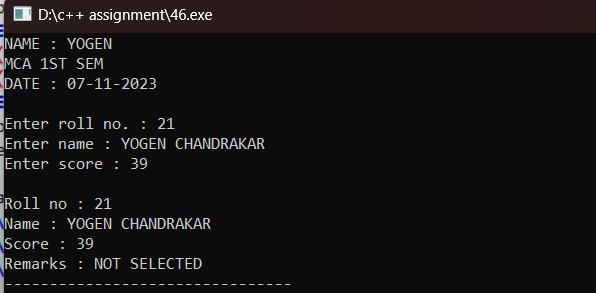 D:\c++ assignment\46.exe
NAME : YOGEN
MCA 1ST SEM
DATE : 07-11-2023
Enter roll no. : 21
Enter name : YOGEN CHANDRAKAR
Enter score : 39
Roll no : 21
Name : YOGEN CHANDRAKAR
Score : 39
Remarks : NOT SELECTED
--------------------------------